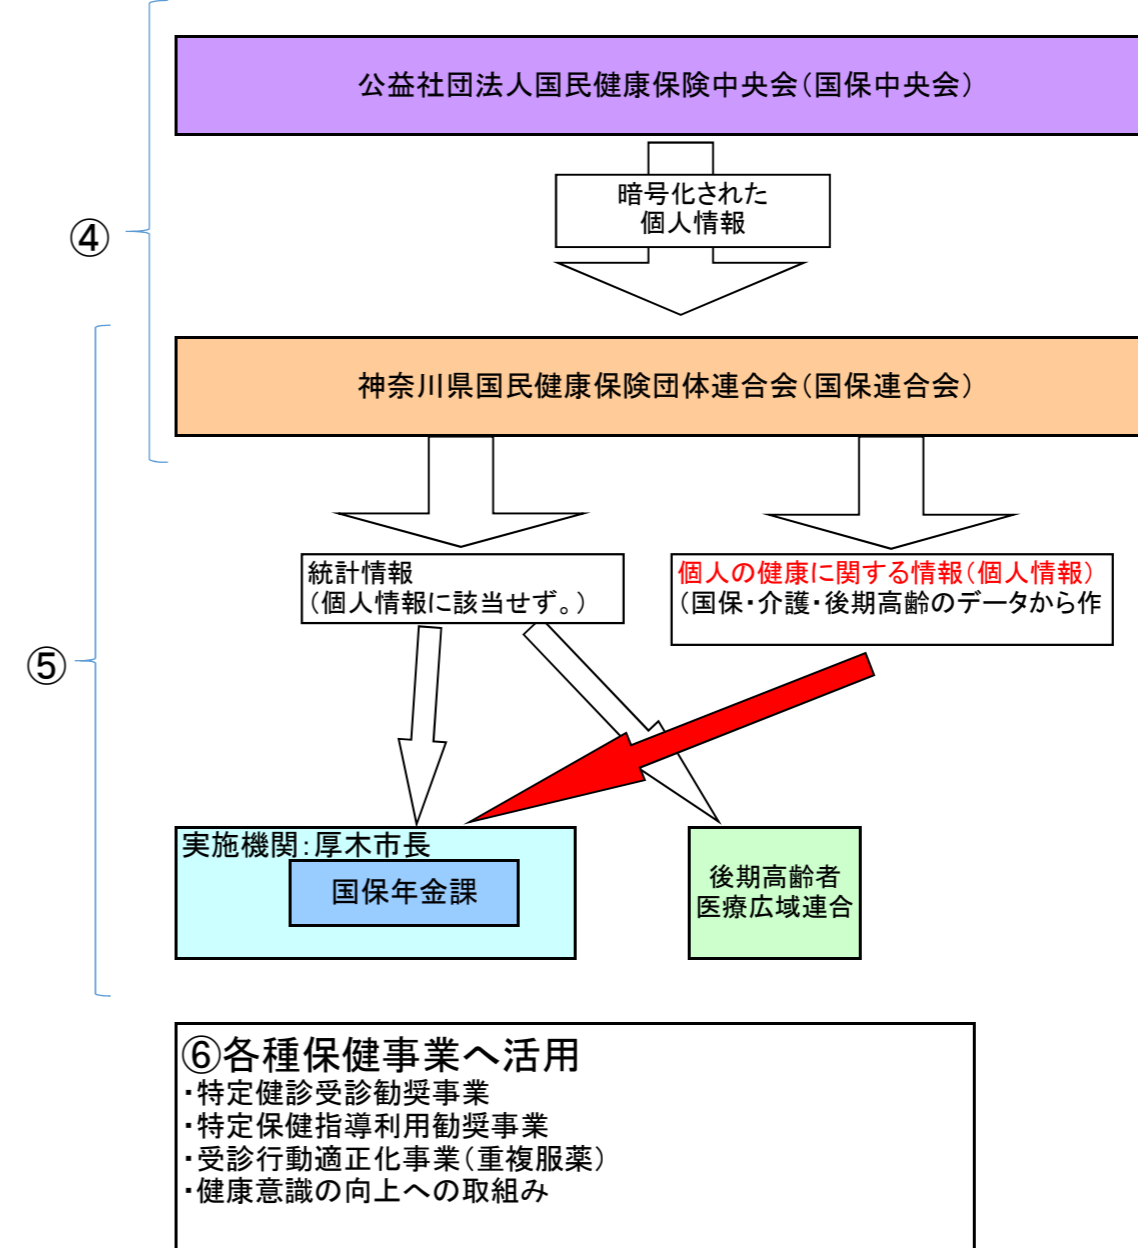 公益社団法人国民健康保険中央会（国保中央会）
暗号化された
個人情報
④
神奈川県国民健康保険団体連合会（国保連合会）
統計情報
（個人情報に該当せず。）
個人の健康に関する情報（個人情報）
（国保・介護・後期高齢のデータから作
⑤
実施機関：厚木市長
国保年金課
後期高齢者
医療広域連合
⑥各種保健事業へ活用
・特定健診受診勧奨事業
・特定保健指導利用勧奨事業
・受診行動適正化事業（重複服薬）
・健康意識の向上への取組み